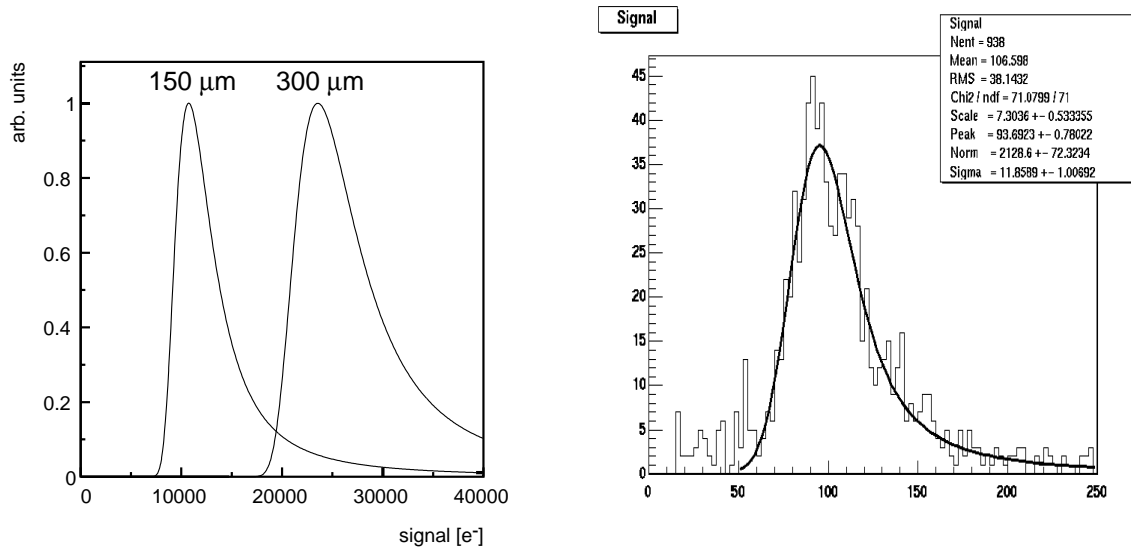 150 µm 300 µm
arb. units
1
0.8
0.6
0.4
0.2
0
0 10000 20000 30000 40000
signal [e-]
Signal
Signal
Nent = 938
Mean = 106.598
RMS = 38.1432
Chi2 / ndf = 71.0799 / 71
Scale = 7.3036 +- 0.533355
Peak = 93.6923 +- 0.78022
Norm = 2128.6 +- 72.3234
Sigma = 11.8589 +- 1.00692
45
40
35
30
25
20
15
10
5
0
0 50 100 150 200 250